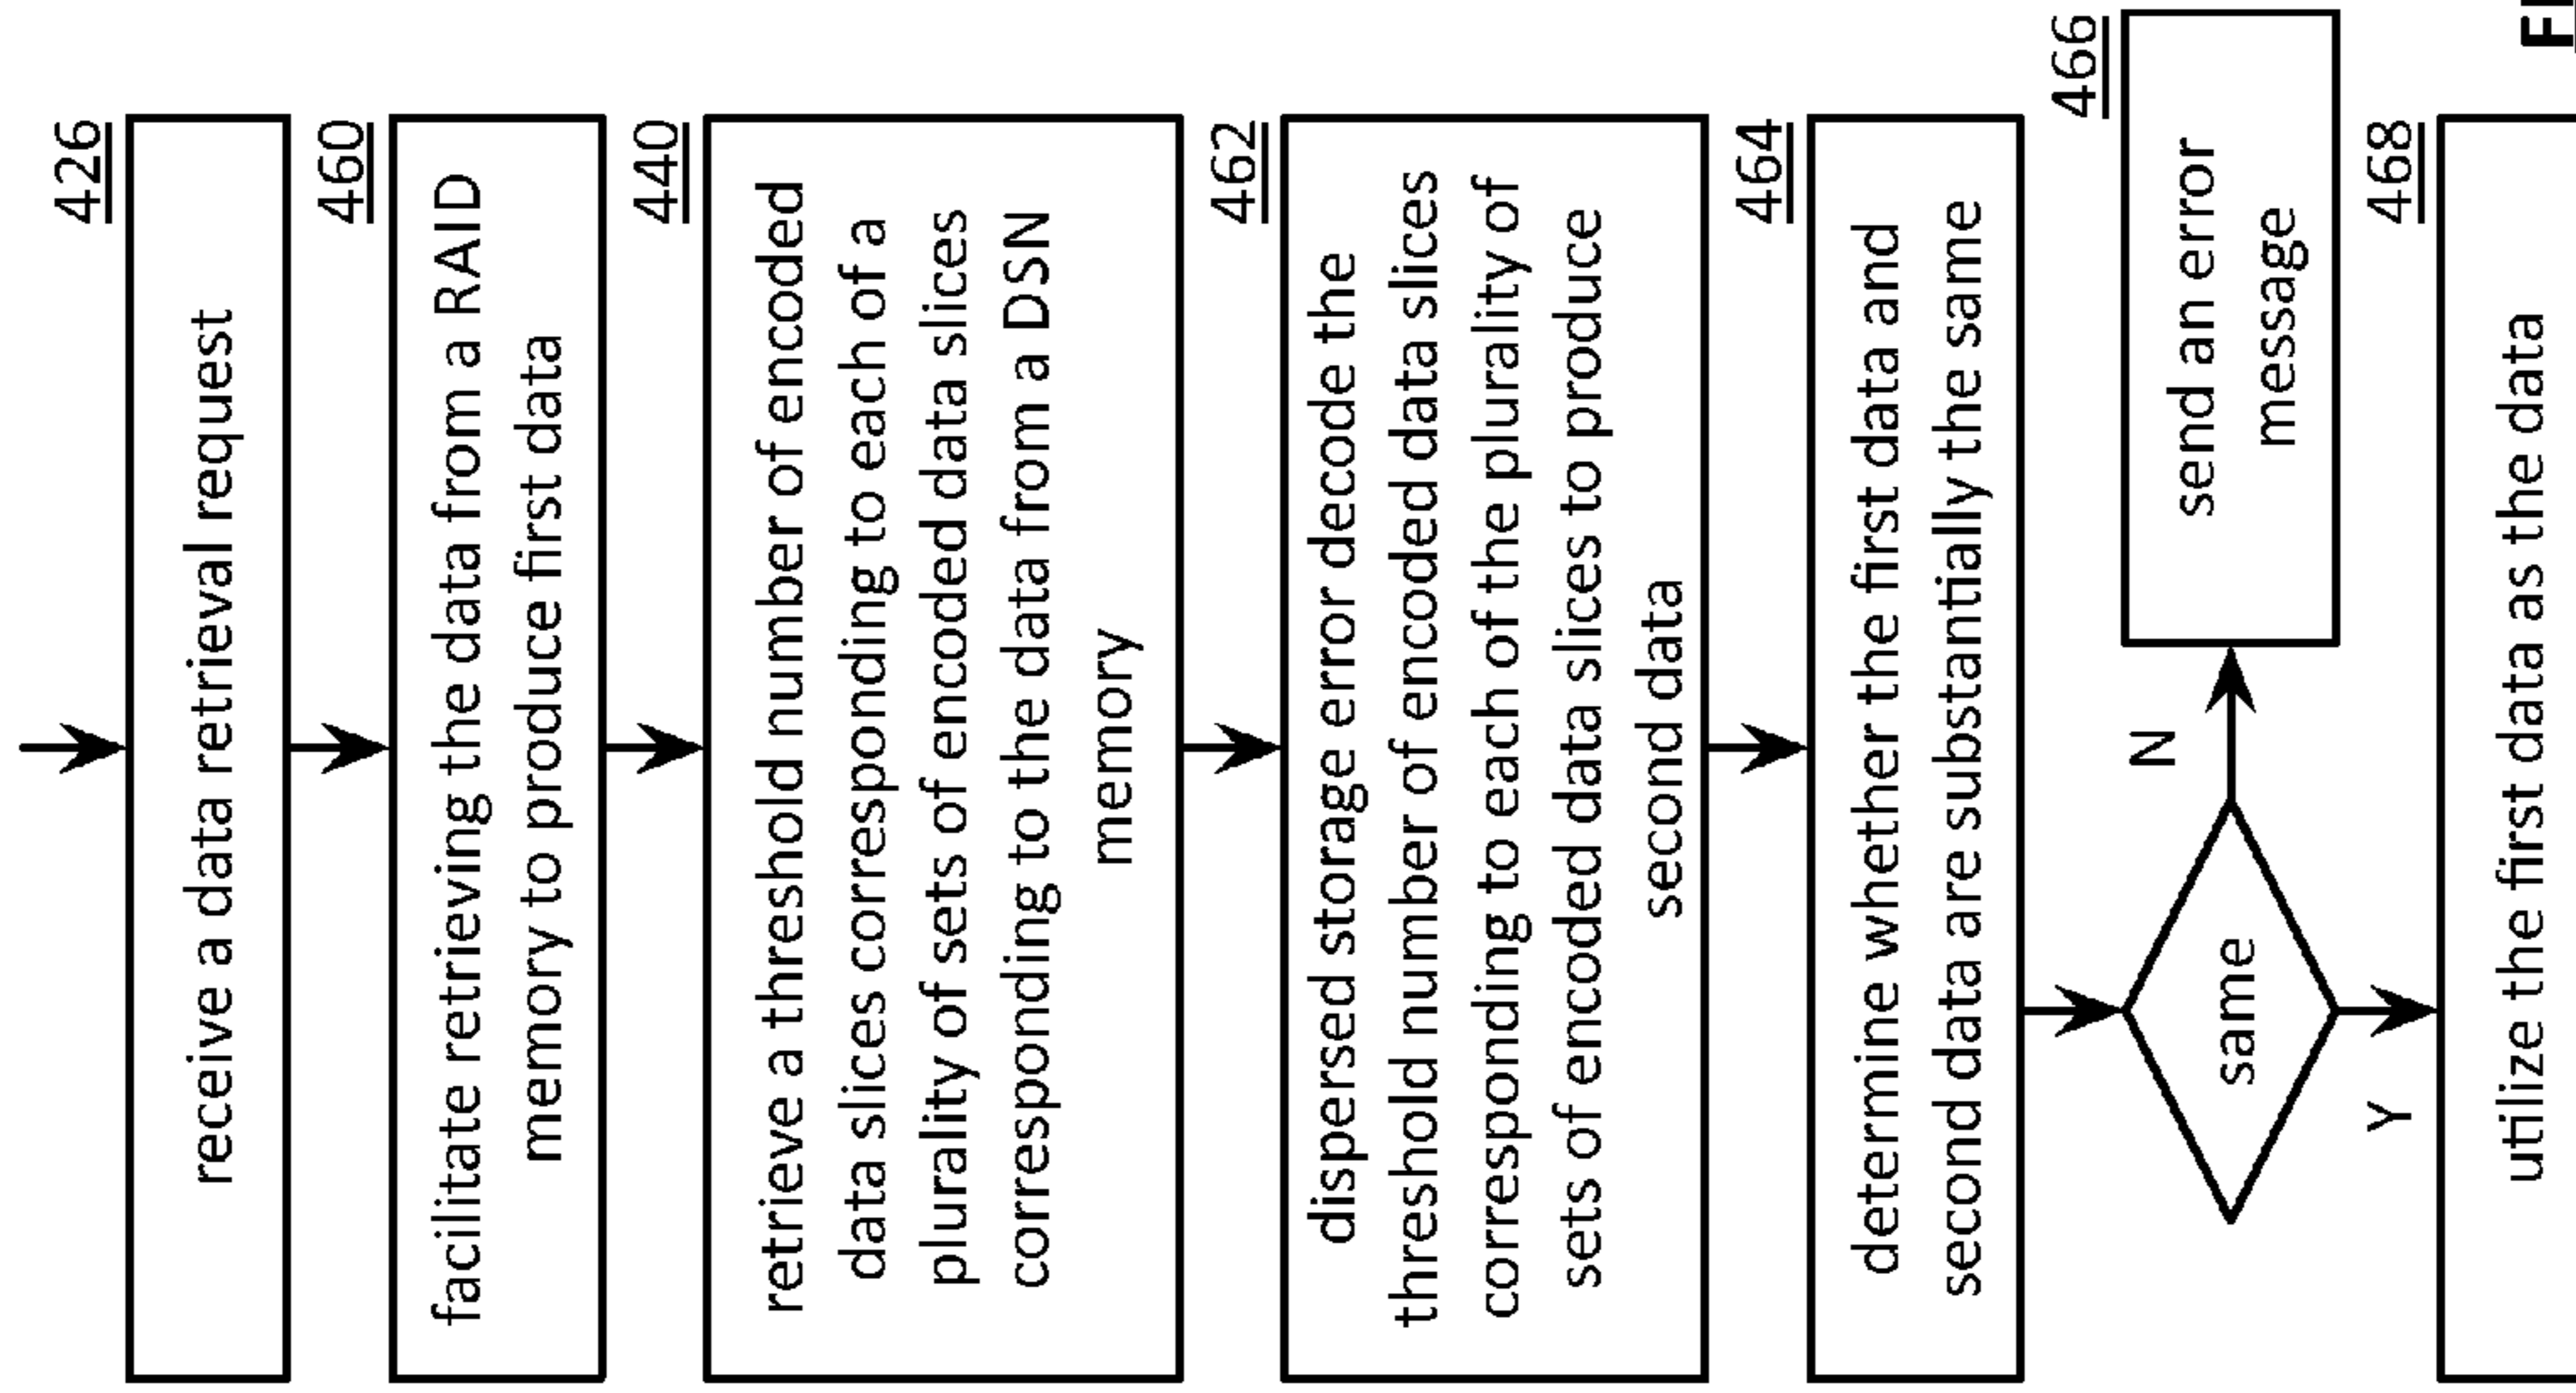 426
receive a data retrieval request
460
facilitate retrieving the data from a RAID
memory to produce first data
440
retrieve a threshold number of encoded
data slices corresponding to each of a
plurality of sets of encoded data slices
corresponding to the data from a DSN
memory
462
dispersed storage error decode the
threshold number of encoded data slices
corresponding to each of the plurality of
sets of encoded data slices to produce
second data
464
determine whether the first data and
second data are substantially the same
same
N
Y
466
send an error
message
468
utilize the first data as the data